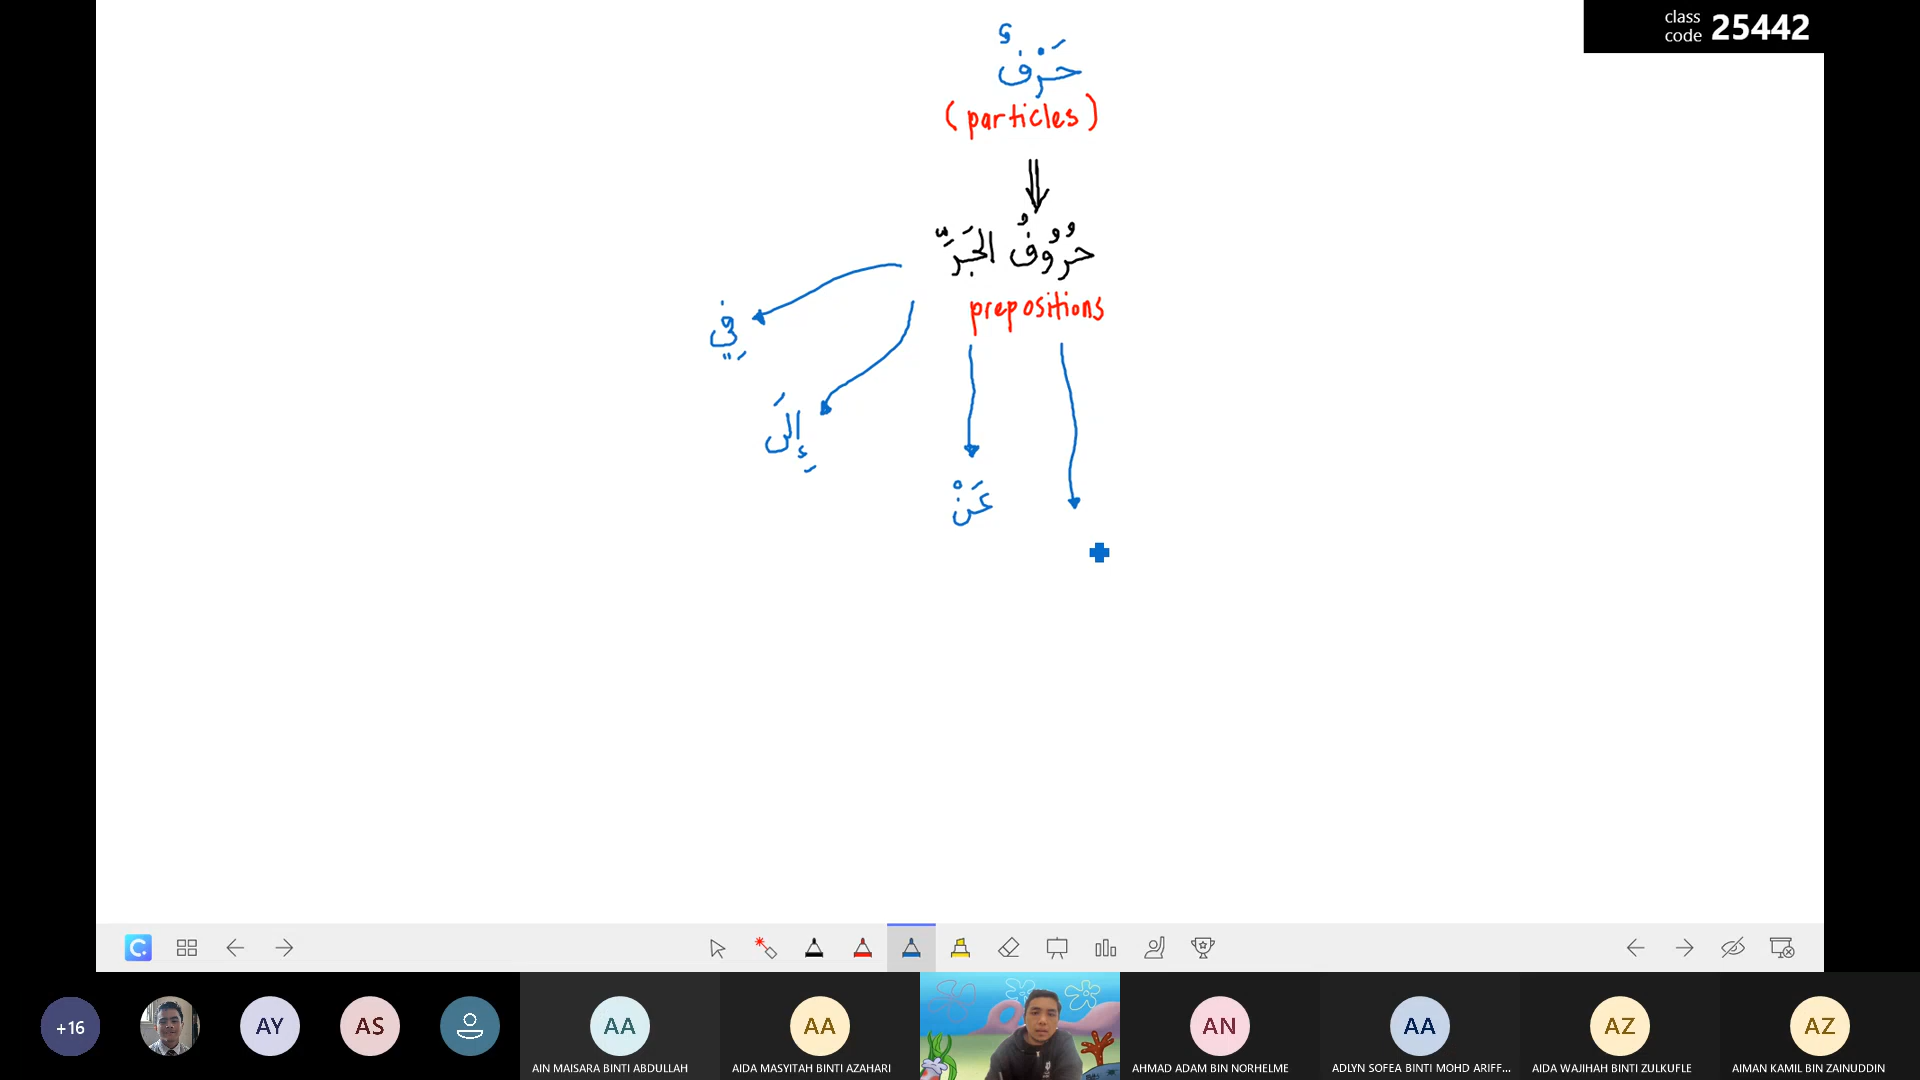 class
code 25442
حَرْفٌ
(particles)
حُرُوْفُ الجَرِّ
prepositions
فِي
إِلَى
عَنْ
+16
AY
AS
AA
AIN MAISARA BINTI ABDULLAH
AA
AIDA MASYITAH BINTI AZAHARI
AN
AHMAD ADAM BIN NORHELME
AA
ADLYN SOFEA BINTI MOHD ARIFF...
AZ
AIDA WAJIHAH BINTI ZULKUFLE
AZ
AIMAN KAMIL BIN ZAINUDDIN